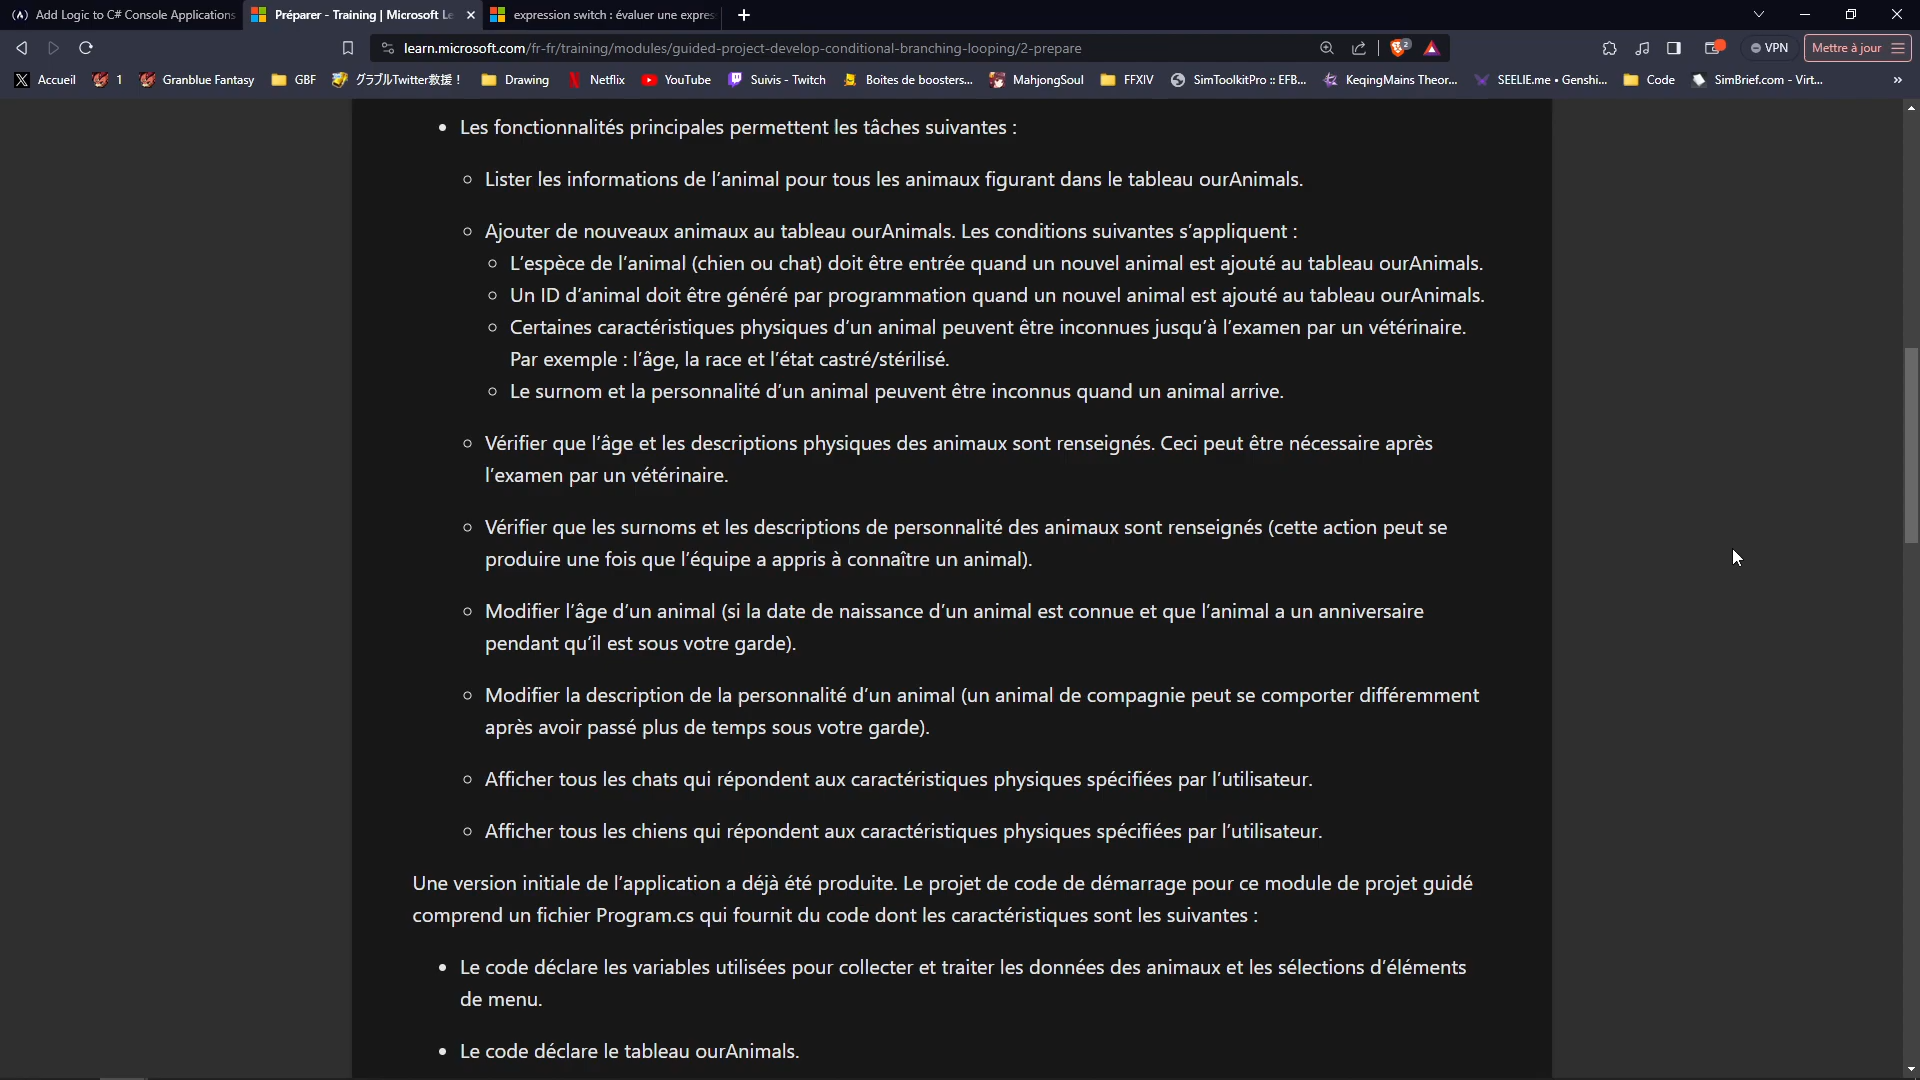 Add Logic to C# Console Applications
Préparer - Training | Microsoft Le
expression switch : évaluer une expres
learn.microsoft.com/fr-fr/training/modules/guided-project-develop-conditional-branching-looping/2-prepare
2
VPN
Mettre à jour
Accueil
1
Granblue Fantasy
GBF
グラブルTwitter救援！
Drawing
Netflix
YouTube
Suivis - Twitch
Boites de boosters...
MahjongSoul
FFXIV
SimToolkitPro :: EFB...
KeqingMains Theor...
SEELIE.me • Genshi...
Code
SimBrief.com - Virt...
»
• Les fonctionnalités principales permettent les tâches suivantes :
○ Lister les informations de l’animal pour tous les animaux figurant dans le tableau ourAnimals.
○ Ajouter de nouveaux animaux au tableau ourAnimals. Les conditions suivantes s’appliquent :
○ L’espèce de l’animal (chien ou chat) doit être entrée quand un nouvel animal est ajouté au tableau ourAnimals.
○ Un ID d’animal doit être généré par programmation quand un nouvel animal est ajouté au tableau ourAnimals.
○ Certaines caractéristiques physiques d’un animal peuvent être inconnues jusqu’à l’examen par un vétérinaire.
Par exemple : l’âge, la race et l’état castré/stérilisé.
○ Le surnom et la personnalité d’un animal peuvent être inconnus quand un animal arrive.
○ Vérifier que l’âge et les descriptions physiques des animaux sont renseignés. Ceci peut être nécessaire après
l’examen par un vétérinaire.
○ Vérifier que les surnoms et les descriptions de personnalité des animaux sont renseignés (cette action peut se
produire une fois que l’équipe a appris à connaître un animal).
○ Modifier l’âge d’un animal (si la date de naissance d’un animal est connue et que l’animal a un anniversaire
pendant qu’il est sous votre garde).
○ Modifier la description de la personnalité d’un animal (un animal de compagnie peut se comporter différemment
après avoir passé plus de temps sous votre garde).
○ Afficher tous les chats qui répondent aux caractéristiques physiques spécifiées par l’utilisateur.
○ Afficher tous les chiens qui répondent aux caractéristiques physiques spécifiées par l’utilisateur.
Une version initiale de l’application a déjà été produite. Le projet de code de démarrage pour ce module de projet guidé
comprend un fichier Program.cs qui fournit du code dont les caractéristiques sont les suivantes :
• Le code déclare les variables utilisées pour collecter et traiter les données des animaux et les sélections d’éléments
de menu.
• Le code déclare le tableau ourAnimals.